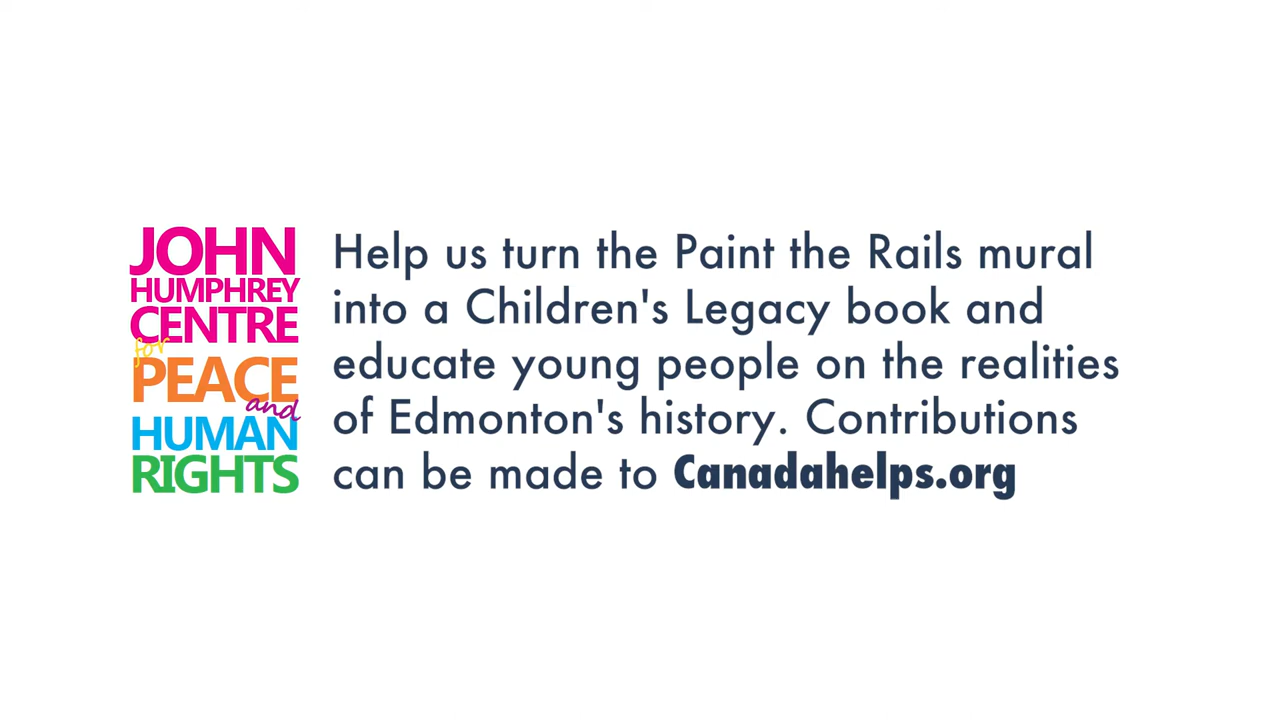 JOHN
HUMPHREY
CENTRE
for
PEACE
and
HUMAN
RIGHTS
Help us turn the Paint the Rails mural
into a Children's Legacy book and
educate young people on the realities
of Edmonton's history. Contributions
can be made to Canadahelps.org